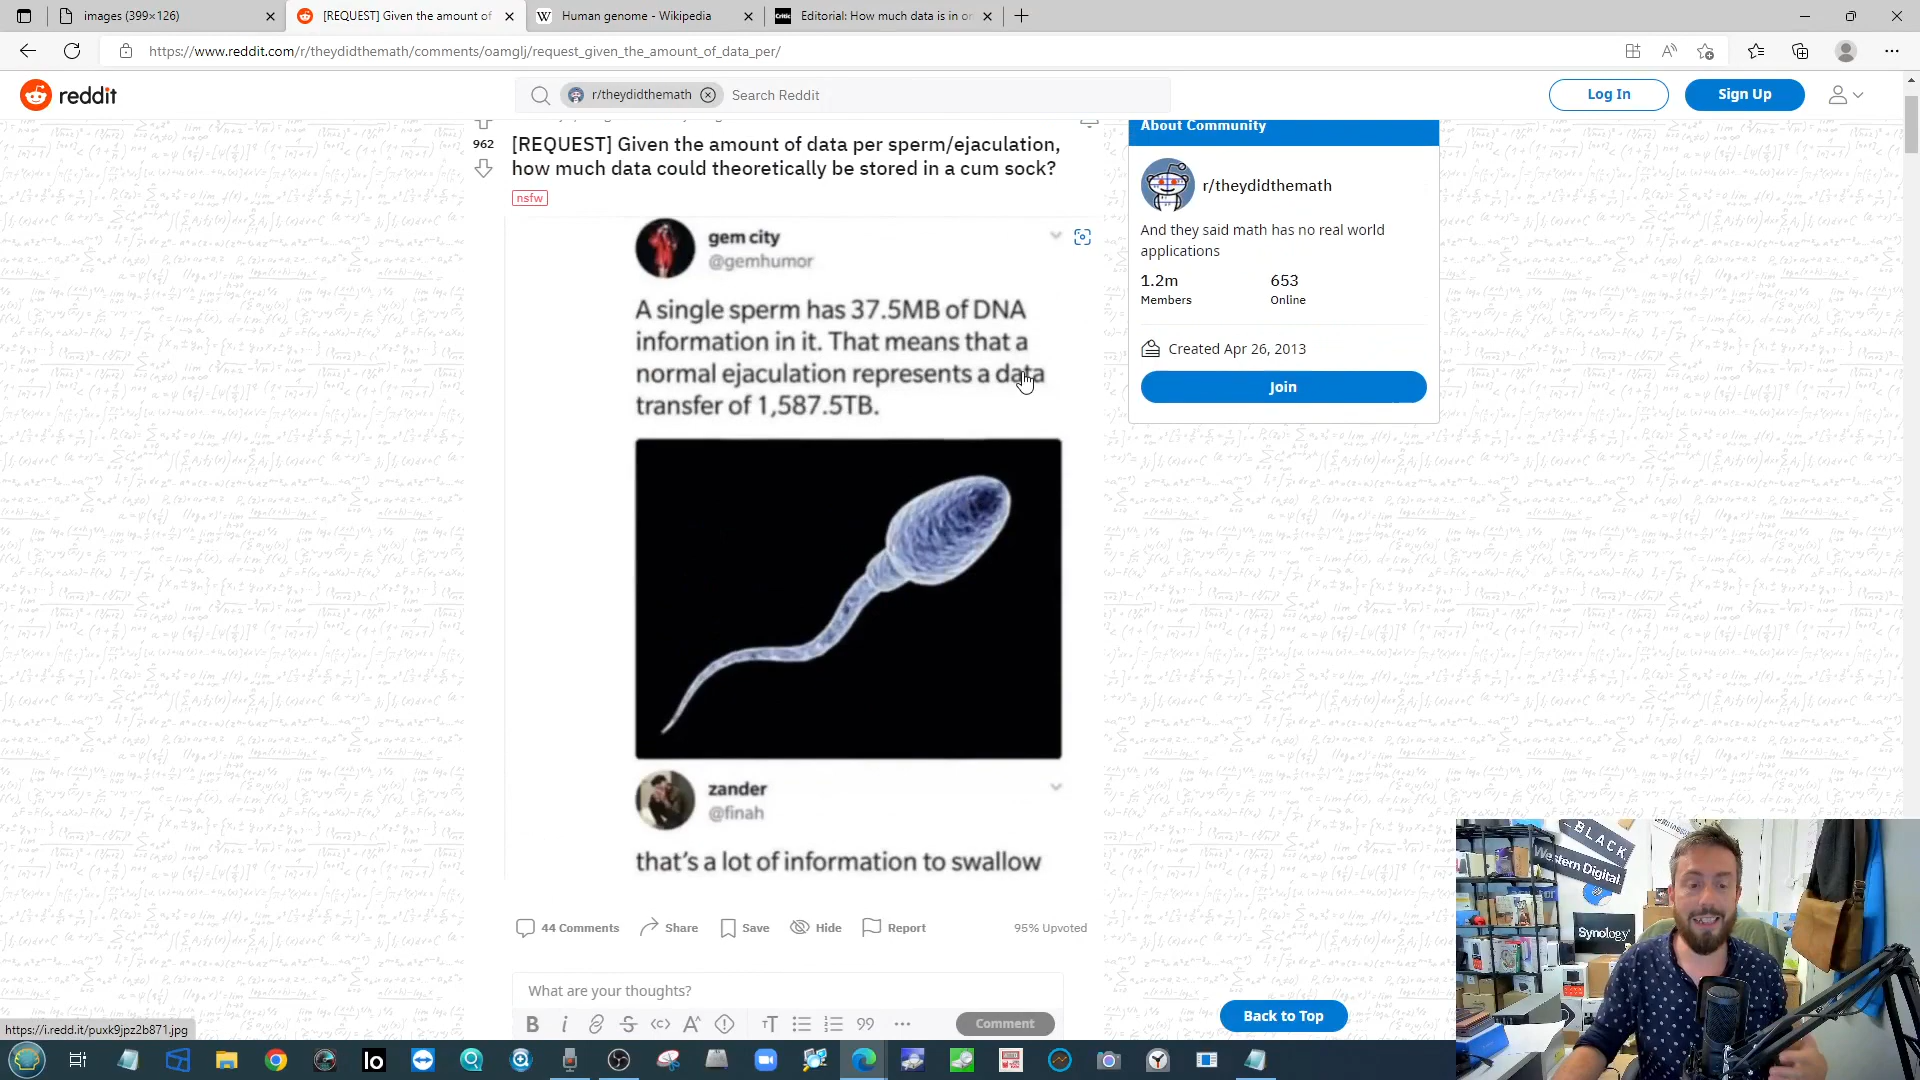 images (399×126)
[REQUEST] Given the amount of
Human genome - Wikipedia
Critic
Editorial: How much data is in or
https://www.reddit.com/r/theydidthemath/comments/oamglj/request_given_the_amount_of_data_per/
reddit
r/theydidthemath
Search Reddit
Log In
Sign Up
962
[REQUEST] Given the amount of data per sperm/ejaculation,
how much data could theoretically be stored in a cum sock?
nsfw
gem city
@gemhumor
A single sperm has 37.5MB of DNA
information in it. That means that a
normal ejaculation represents a data
transfer of 1,587.5TB.
zander
@finah
that's a lot of information to swallow
44 Comments
Share
Save
Hide
Report
95% Upvoted
What are your thoughts?
Comment
About Community
r/theydidthemath
And they said math has no real world
applications
1.2m
Members
653
Online
Created Apr 26, 2013
Join
Back to Top
BLACK
Western Digital
Synology
https://i.redd.it/puxk9jpz2b871.jpg